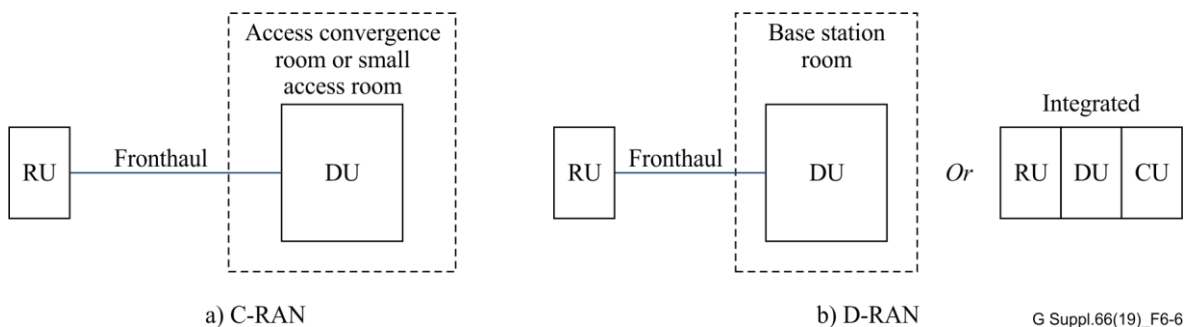 Access convergence
room or small
access room
RU
Fronthaul
DU
a) C-RAN
Base station
room
RU
Fronthaul
DU
Or
Integrated
RU DU CU
b) D-RAN
G Suppl.66(19)_F6-6